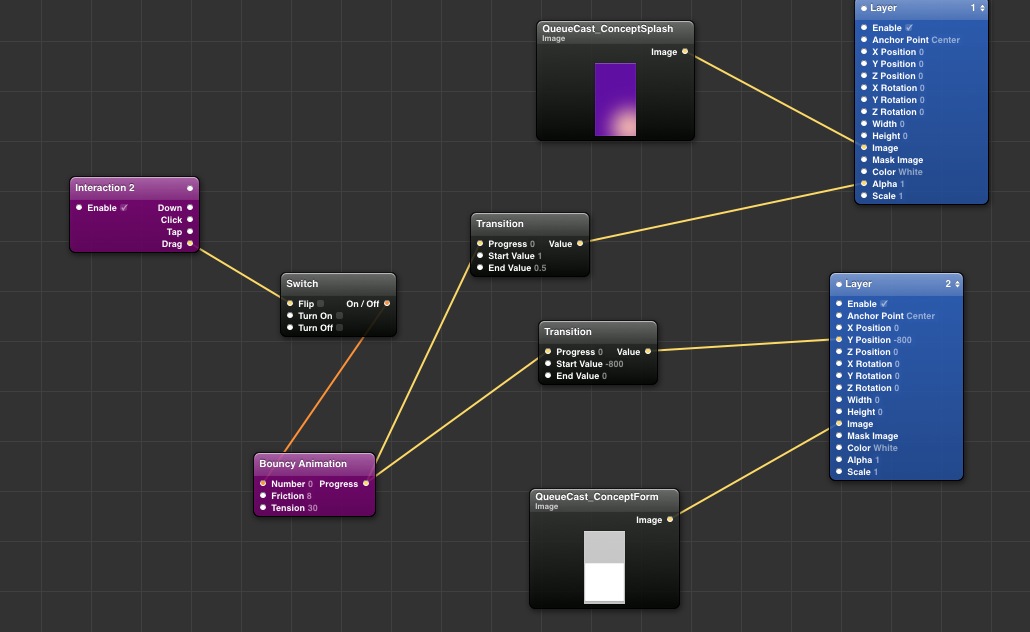 QueueCast_ConceptSplash
Image
Image
Layer 1
Enable
Anchor Point Center
X Position 0
Y Position 0
Z Position 0
X Rotation 0
Y Rotation 0
Z Rotation 0
Width 0
Height 0
Image
Mask Image
Color White
Alpha 1
Scale 1
Interaction 2
Enable Down
Click
Tap
Drag
Transition
Progress 0 Value
Start Value 1
End Value 0.5
Switch
Flip On / Off
Turn On
Turn Off
Layer 2
Enable
Anchor Point Center
X Position 0
Y Position -800
Z Position 0
X Rotation 0
Y Rotation 0
Z Rotation 0
Width 0
Height 0
Image
Mask Image
Color White
Alpha 1
Scale 1
Transition
Progress 0 Value
Start Value -800
End Value 0
Bouncy Animation
Number 0 Progress
Friction 8
Tension 30
QueueCast_ConceptForm
Image
Image